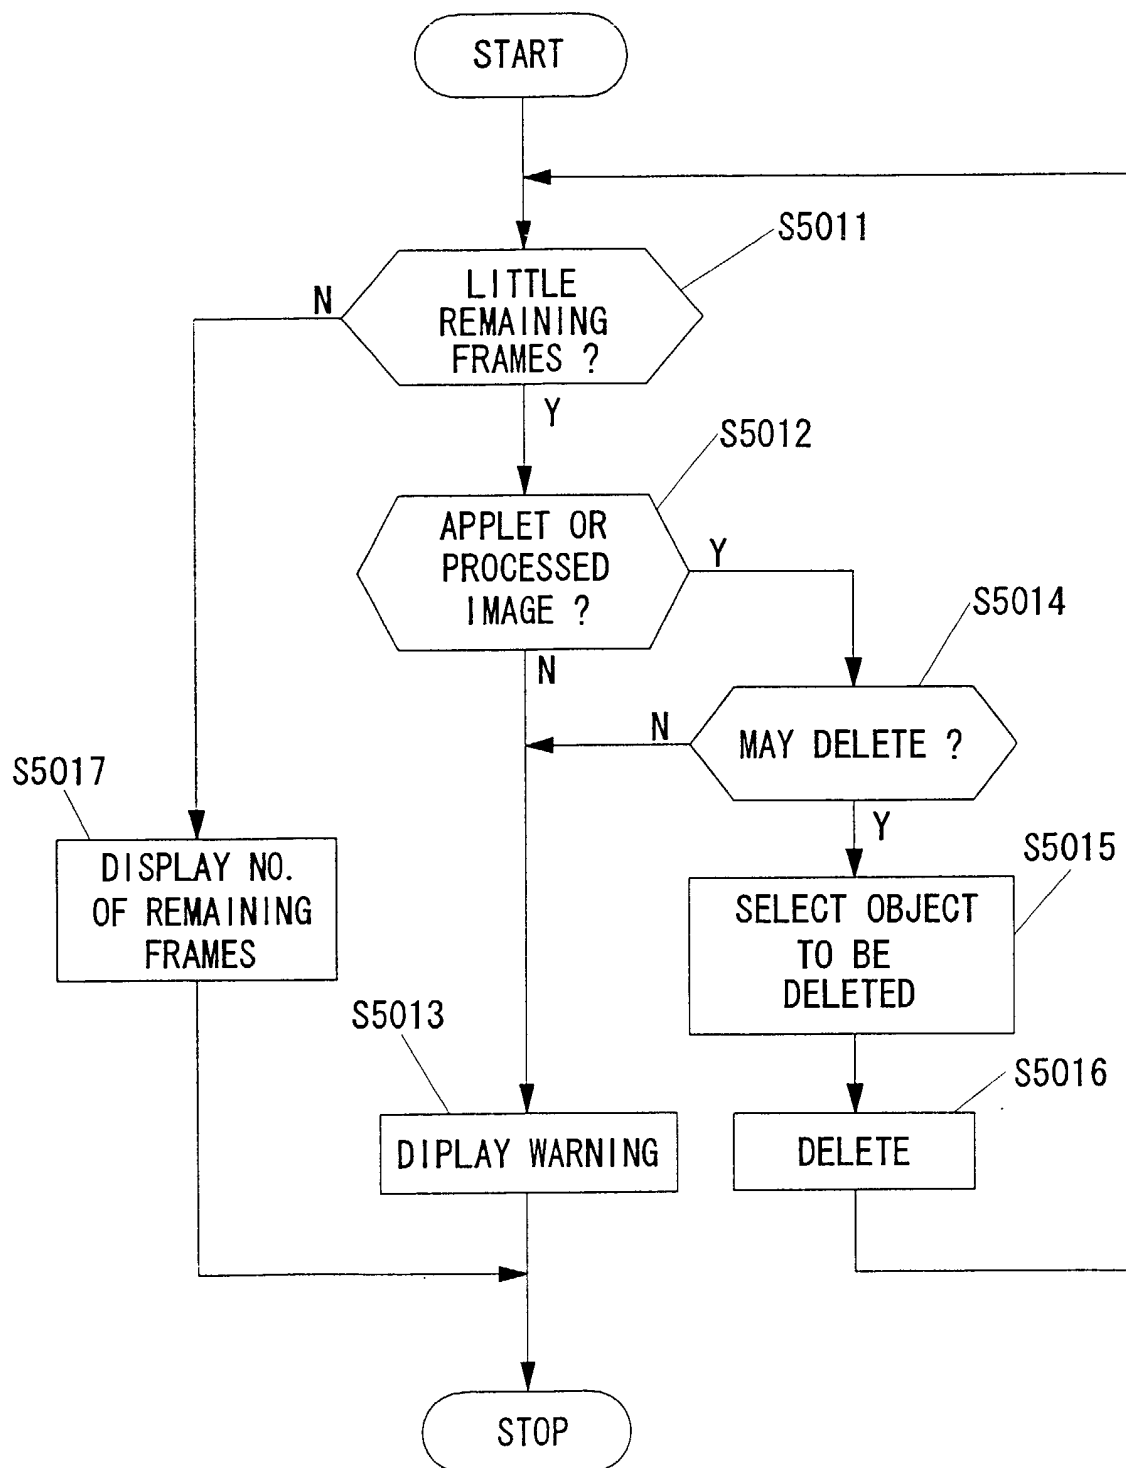 START
S5011
LITTLE
REMAINING
FRAMES ?
N
Y
S5012
APPLET OR
PROCESSED
IMAGE ?
Y
N
S5014
MAY DELETE ?
N
Y
S5017
DISPLAY NO.
OF REMAINING
FRAMES
S5015
SELECT OBJECT
TO BE
DELETED
S5013
DIPLAY WARNING
S5016
DELETE
STOP